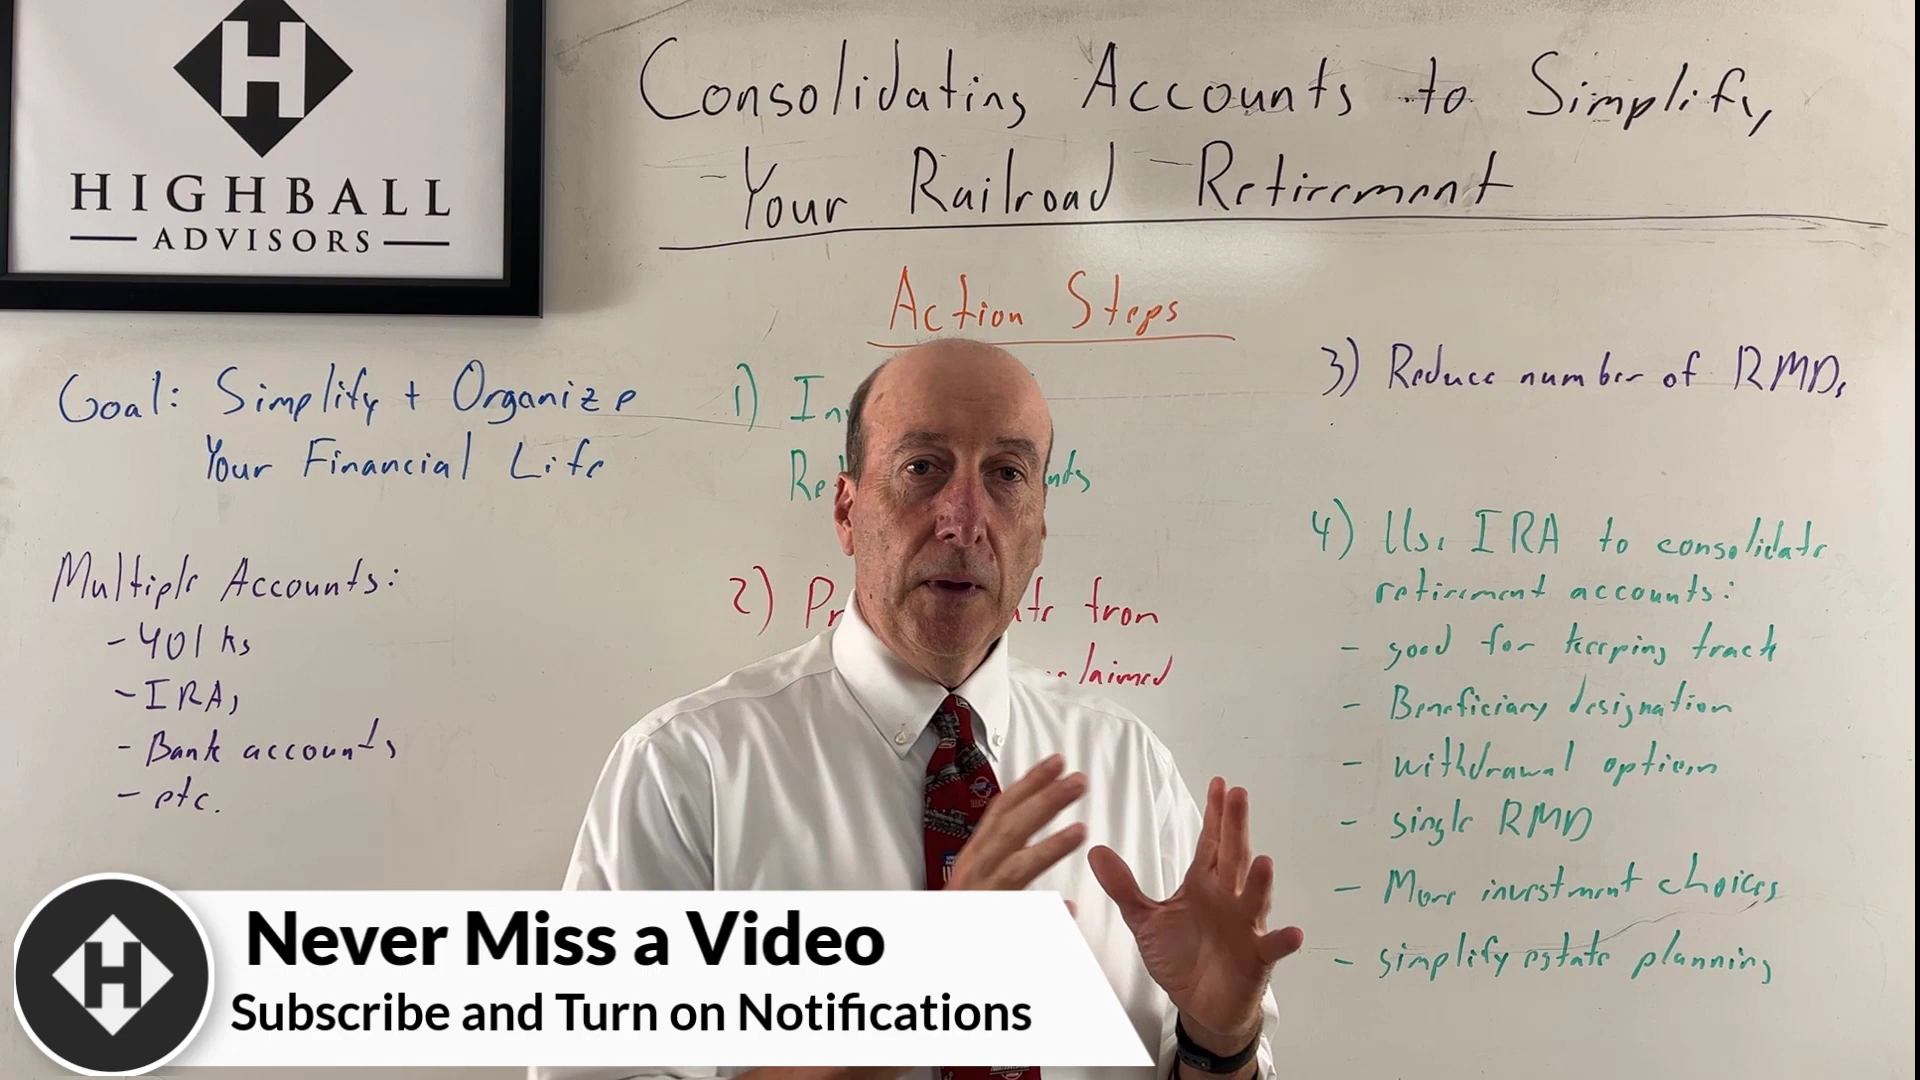 H
HIGHBALL
ADVISORS
Consolidating Accounts to Simplify
Your Railroad Retirement
Action Steps
Goal: Simplify + Organize
Your Financial Life
Multiple Accounts:
- 401ks
- IRAs
- Bank accounts
- etc.
1)
2)
from
3) Reduce number of RMDs
4) Use IRA to consolidate
retirement accounts:
- good for keeping track
- Beneficiary designation
- withdrawal options
- single RMD
- More investment choices
- simplify estate planning
H
Never Miss a Video
Subscribe and Turn on Notifications